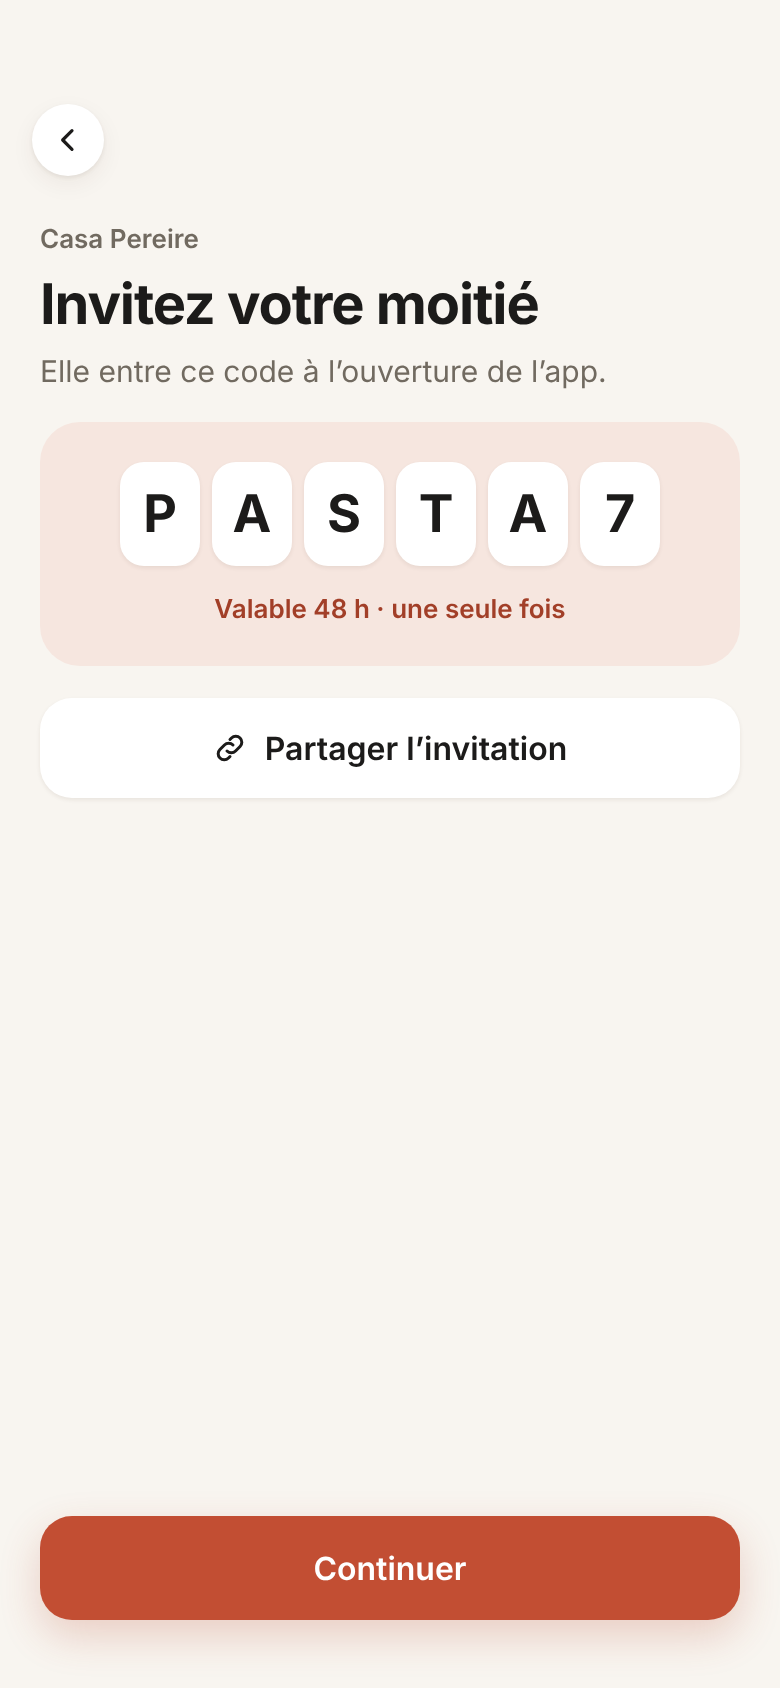 Casa Pereire
Invitez votre moitié
Elle entre ce code à l’ouverture de l’app.
P A S T A 7
Valable 48 h · une seule fois
Partager l’invitation
Continuer